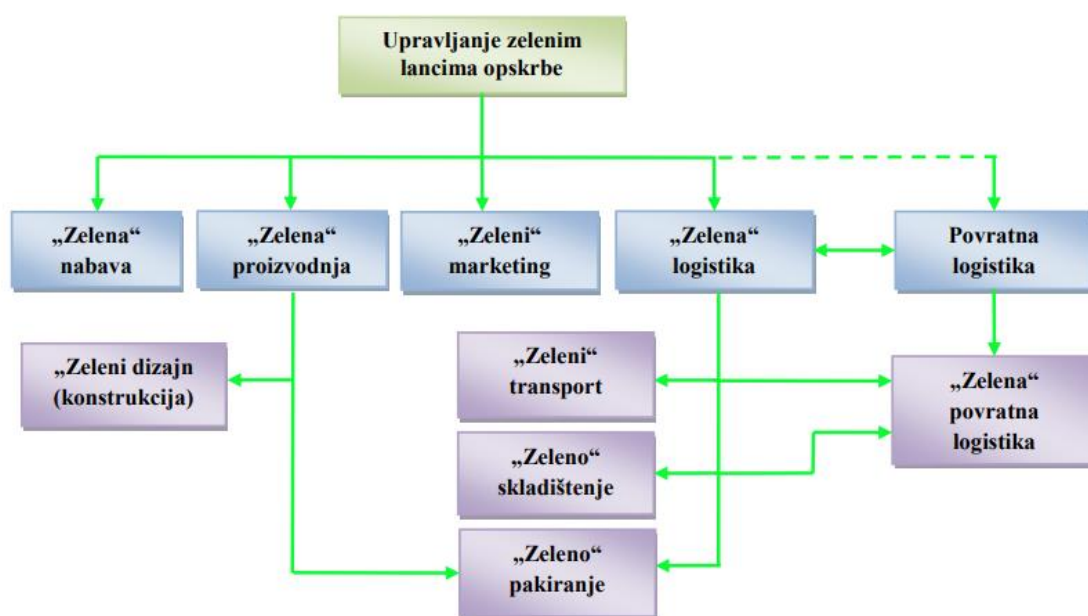 Upravljanje zelenim
lancima opskrbe
„Zelena“
nabava
„Zelena“
proizvodnja
„Zeleni“
marketing
„Zelena“
logistika
Povratna
logistika
„Zeleni dizajn
(konstrukcija)
„Zeleni“
transport
„Zelena“
povratna
logistika
„Zeleno“
skladištenje
„Zeleno“
pakiranje